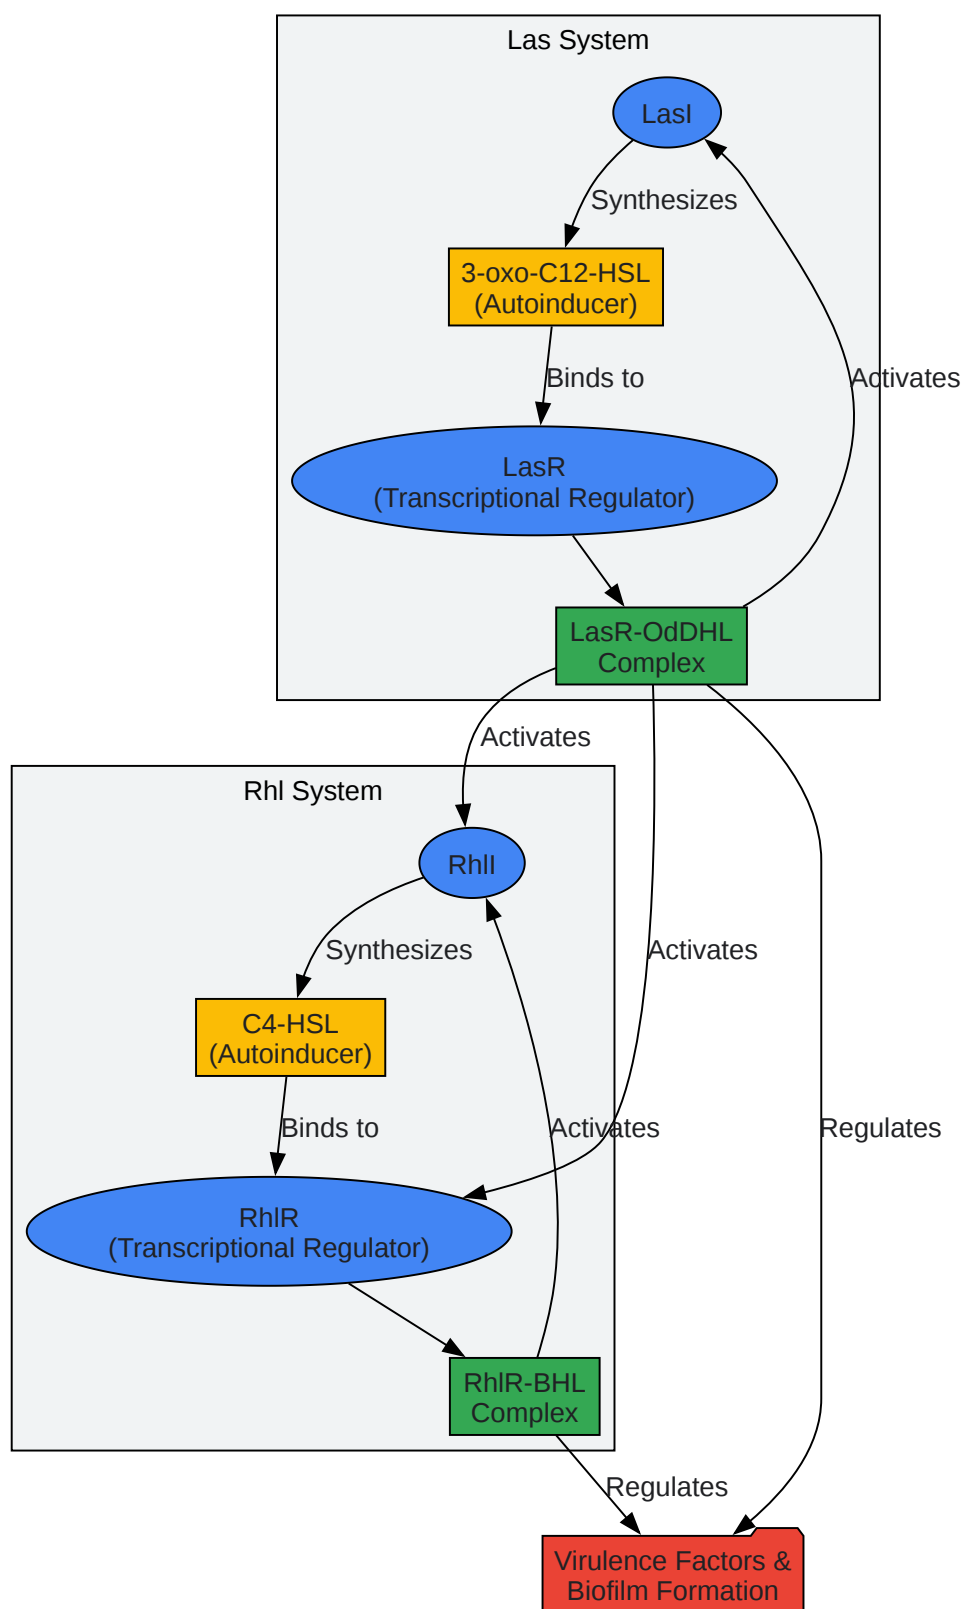 Las System
LasI
Synthesizes
3-oxo-C12-HSL
(Autoinducer)
Binds to
Activates
LasR
(Transcriptional Regulator)
LasR-OdDHL
Complex
Activates
Rhl System
RhlI
Synthesizes
Activates
C4-HSL
(Autoinducer)
Binds to
Activates
Regulates
RhlR
(Transcriptional Regulator)
RhlR-BHL
Complex
Regulates
Virulence Factors &
Biofilm Formation